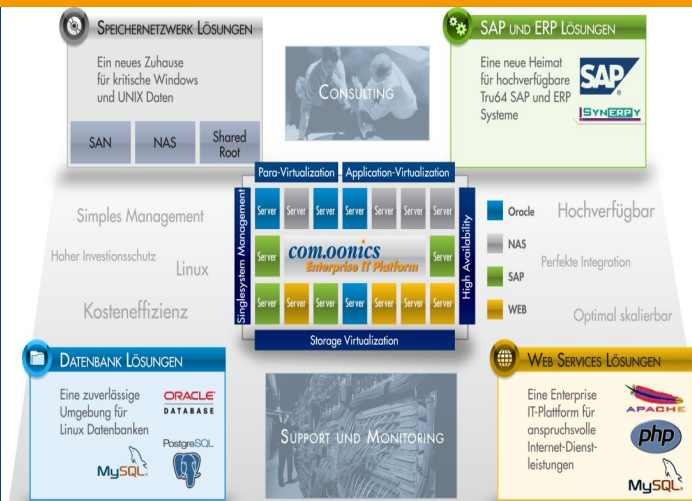 SPEICHERNETZWERK LÖSUNGEN
Ein neues Zuhause
für kritische Windows
und UNIX Daten
SAN
NAS
Shared
Root
CONSULTING
SAP UND ERP LÖSUNGEN
Eine neue Heimat
für hochverfügbare
Tru64 SAP und ERP
Systeme
SAP
SYNERPY
Simples Management
Hoher Investionsschutz
Linux
Kosteneffizienz
Para-Virtualization
Application-Virtualization
Singlesystem Management
Server Server Server Server Server Server Server
Server
com.oonics
Enterprise IT Platform
Server
Server Server Server Server Server Server Server
High Availability
Storage Virtualization
Oracle
NAS
SAP
WEB
Hochverfügbar
Perfekte Integration
Optimal skalierbar
DATENBANK LÖSUNGEN
Eine zuverlässige
Umgebung für
Linux Datenbanken
ORACLE
DATABASE
PostgreSQL
MySQL
SUPPORT UND MONITORING
WEB SERVICES LÖSUNGEN
Eine Enterprise
IT-Plattform für
anspruchsvolle
Internet-Dienst-
leistungen
APACHE
php
MySQL